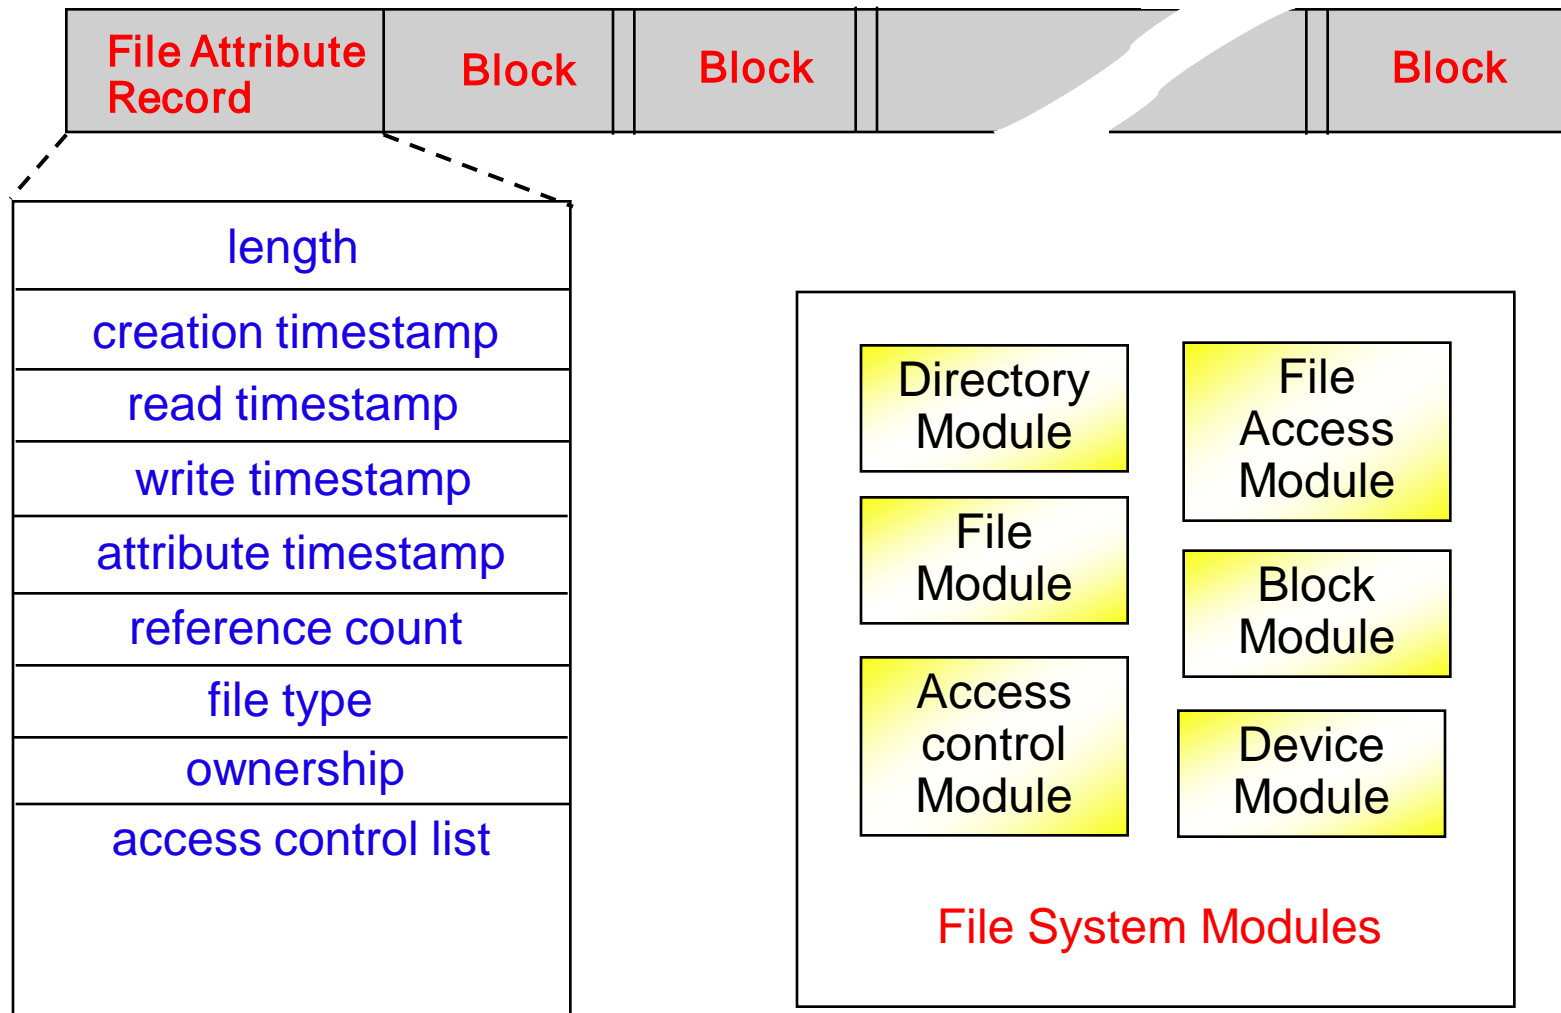 File Attribute
Record
Block
Block
Block
length
creation timestamp
read timestamp
write timestamp
attribute timestamp
reference count
file type
ownership
access control list
Directory
Module
File
Access
Module
File
Module
Block
Module
Access
control
Module
Device
Module
File System Modules